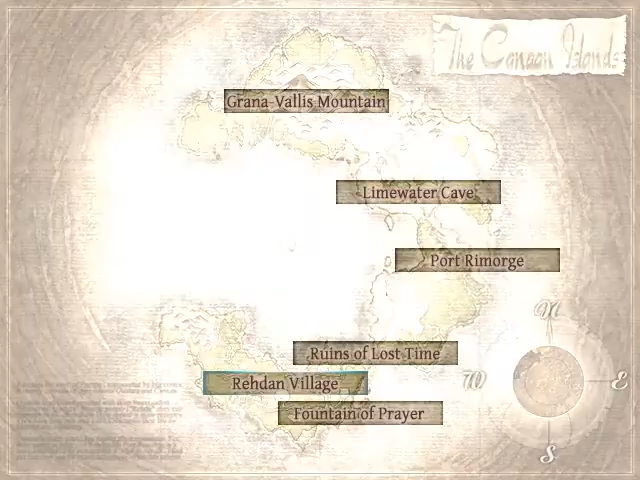 The Canaan Islands
Grana-Vallis Mountain
Limewater Cave
Port Rimorge
Ruins of Lost Time
Rehdan Village
Fountain of Prayer
N
W
E
S